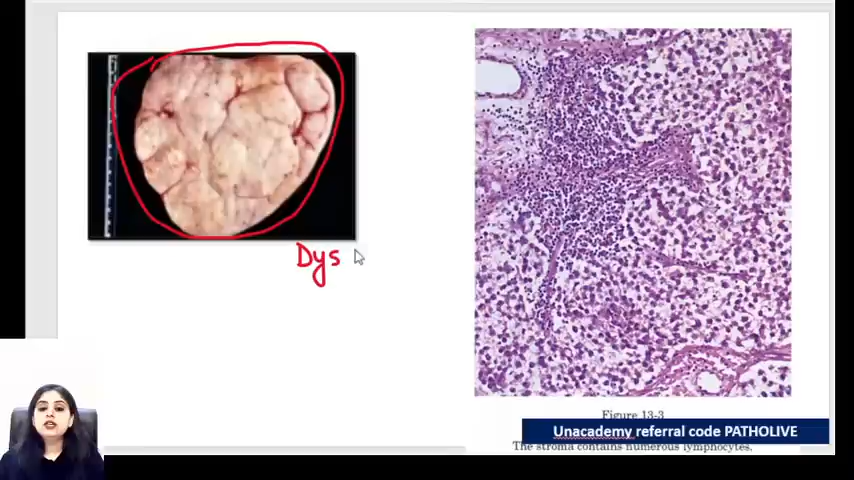 Dys
Figure 13-3
Unacademy referral code PATHOLIVE
The stroma contains numerous lymphocytes.